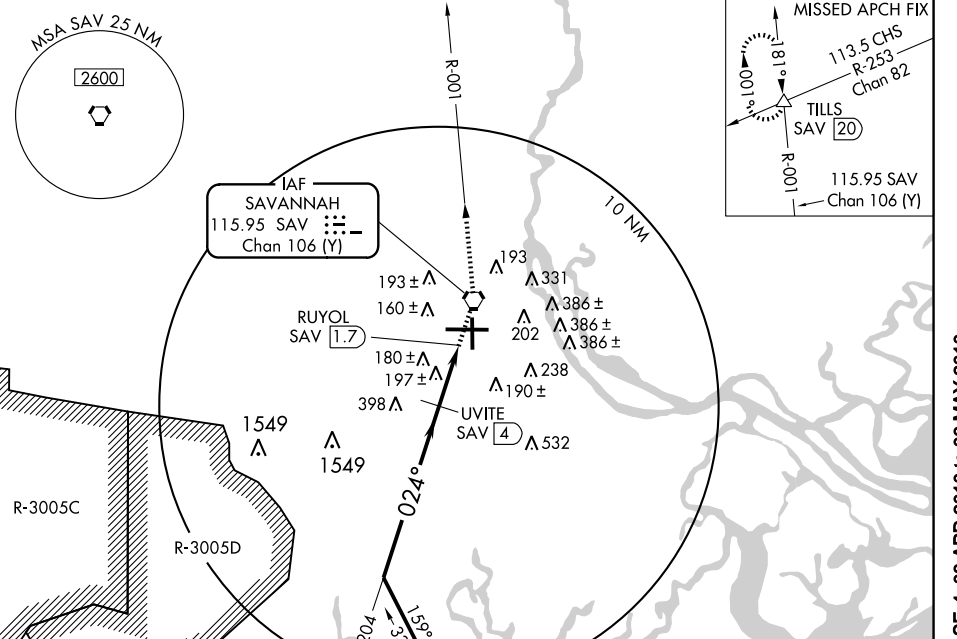 MSA SAV 25 NM
2600
R-001
MISSED APCH FIX
181°
001°
113.5 CHS
R-253
Chan 82
TILLS
SAV 20
R-001
115.95 SAV
Chan 106 (Y)
IAF
SAVANNAH
115.95 SAV
Chan 106 (Y)
10 NM
193
193 ±
331
160 ±
386 ±
202
386 ±
386 ±
RUYOL
SAV 1.7
180 ±
197 ±
238
190 ±
398
UVITE
SAV 4
532
1549
1549
024°
R-3005C
R-3005D
204
159°